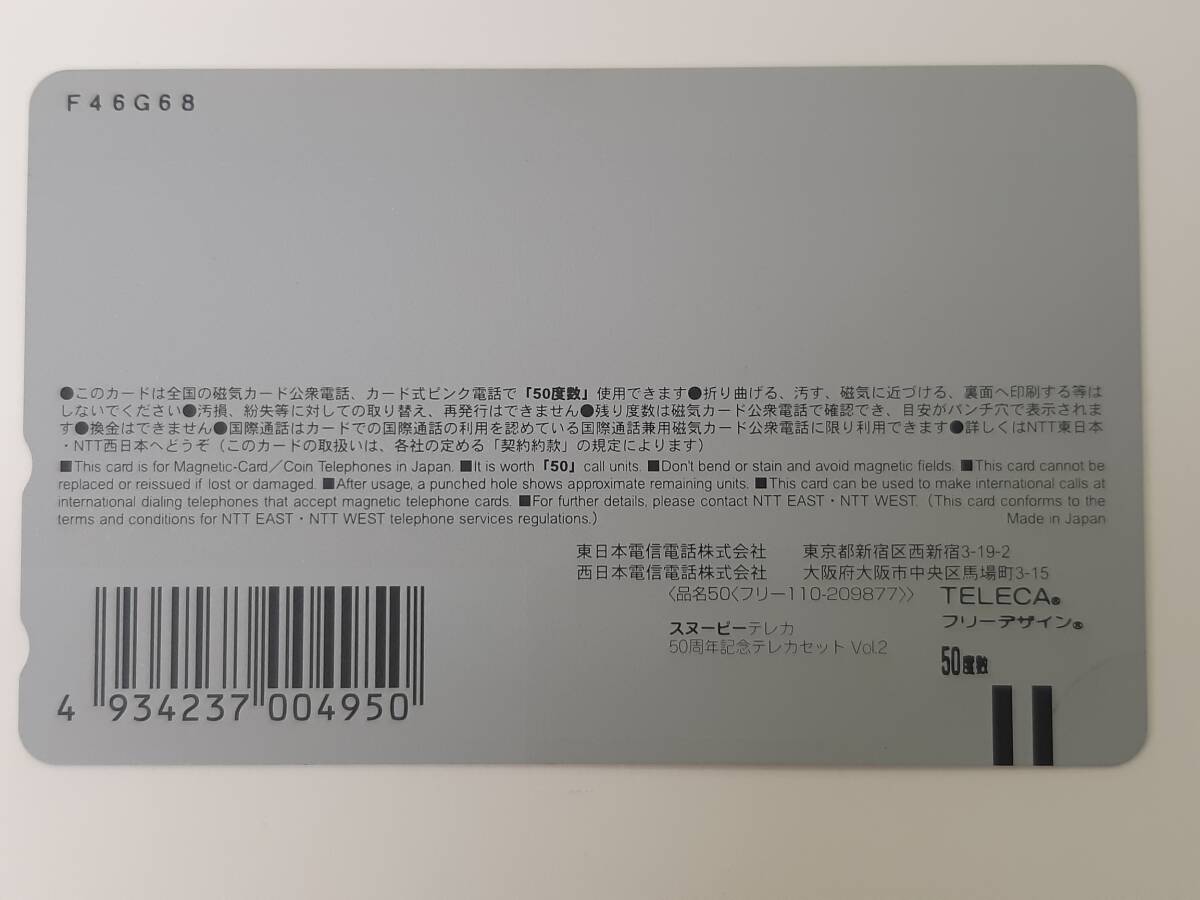 F46G68
●このカードは全国の磁気カード公衆電話、カード式ピンク電話で「50度数」使用できます●折り曲げる、汚す、磁気に近づける、裏面へ印刷する等は
しないでください●汚損、紛失等に対しての取り替え、再発行はできません●残り度数は磁気カード公衆電話で確認でき、目安がパンチ穴で表示されま
す●換金はできません●国際通話はカードでの国際通話の利用を認めている国際通話兼用磁気カード公衆電話に限り利用できます●詳しくはNTT東日本
・NTT西日本へどうぞ（このカードの取扱いは、各社の定める「契約約款」の規定によります）
■This card is for Magnetic-Card／Coin Telephones in Japan. ■It is worth「50」call units. ■Don't bend or stain and avoid magnetic fields. ■This card cannot be
replaced or reissued if lost or damaged. ■After usage, a punched hole shows approximate remaining units. ■This card can be used to make international calls at
international dialing telephones that accept magnetic telephone cards. ■For further details, please contact NTT EAST・NTT WEST.（This card conforms to the
terms and conditions for NTT EAST・NTT WEST telephone services regulations.） Made in Japan
東日本電信電話株式会社 東京都新宿区西新宿3-19-2
西日本電信電話株式会社 大阪府大阪市中央区馬場町3-15
〈品名50〈フリー110-209877〉〉 TELECA®
フリーデザイン®
スヌーピーテレカ
50周年記念テレカセット Vol.2
50度数
4 934237 004950